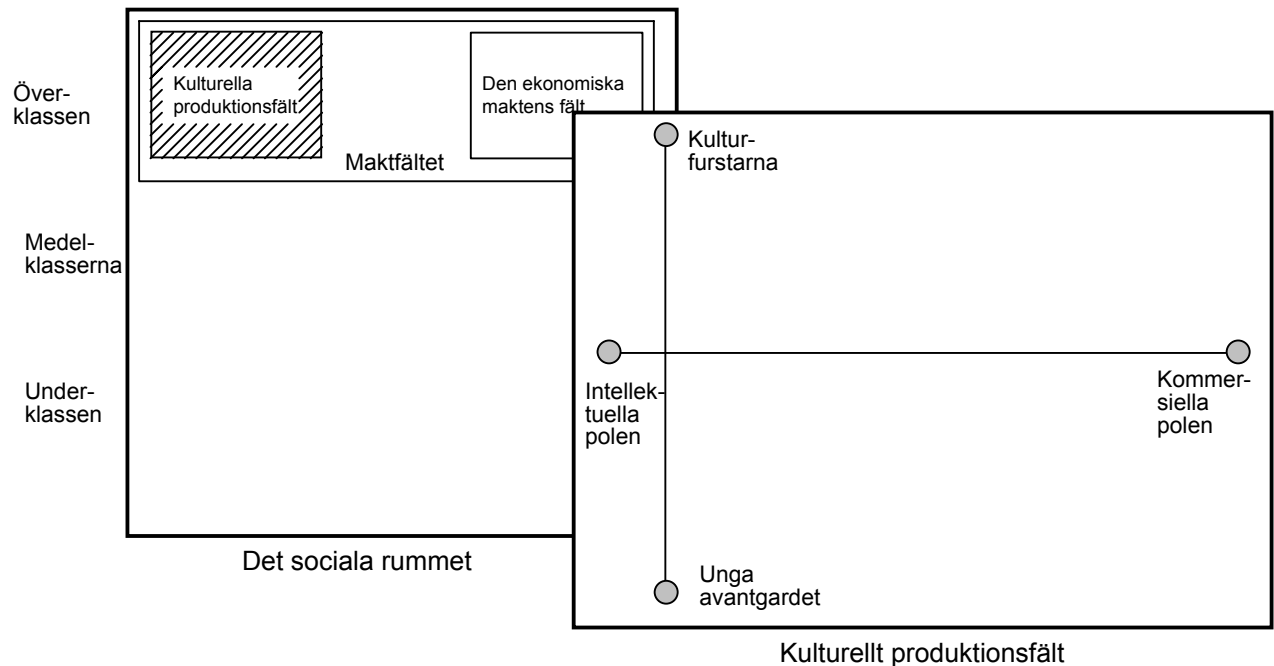 Över-
klassen
Kulturella
produktionsfält
Den ekonomiska
maktens fält
Maktfältet
Medel-
klasserna
Under-
klassen
Det sociala rummet
Kultur-
furstarna
Intellek-
tuella
polen
Kommer-
siella
polen
Unga
avantgardet
Kulturellt produktionsfält